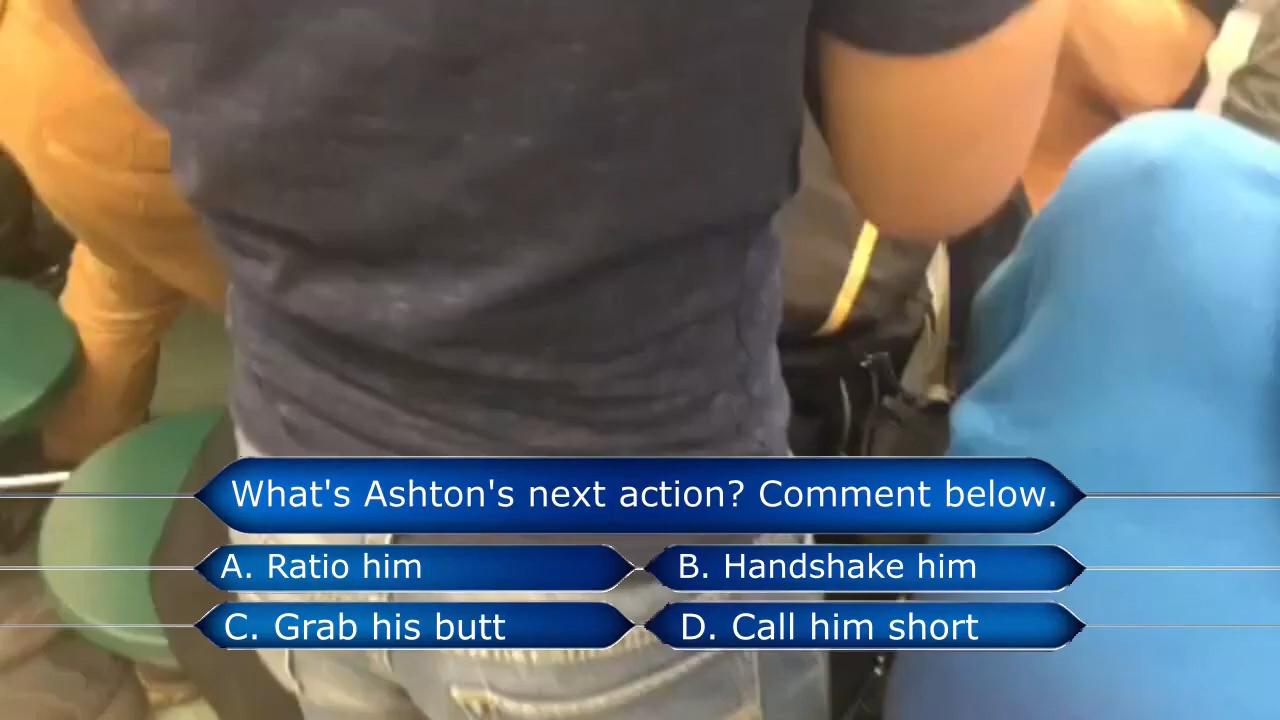 What's Ashton's next action? Comment below.
A. Ratio him
B. Handshake him
C. Grab his butt
D. Call him short